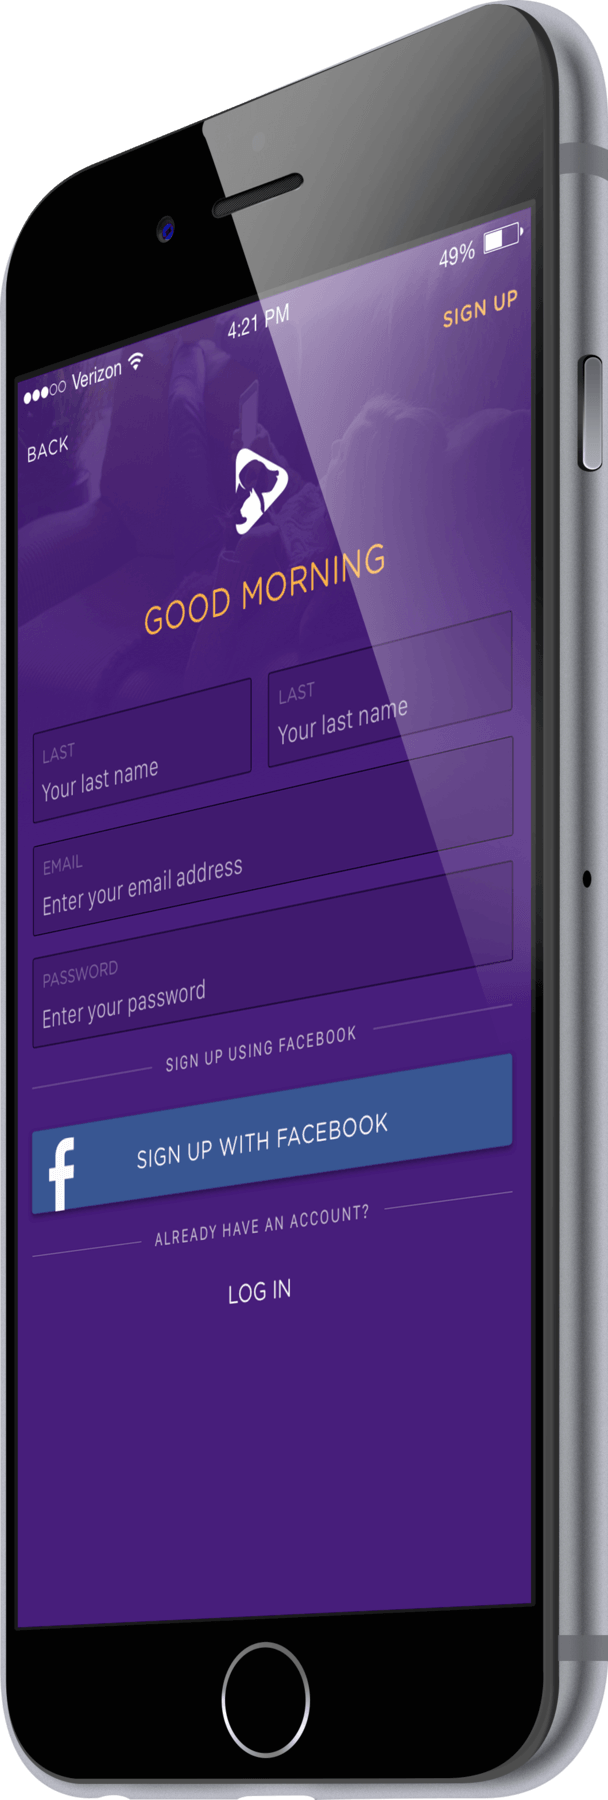 Verizon 4:21 PM 49%
BACK SIGN UP
GOOD MORNING
LAST LAST
Your last name Your last name
EMAIL
Enter your email address
PASSWORD
Enter your password
SIGN UP USING FACEBOOK
f SIGN UP WITH FACEBOOK
ALREADY HAVE AN ACCOUNT?
LOG IN